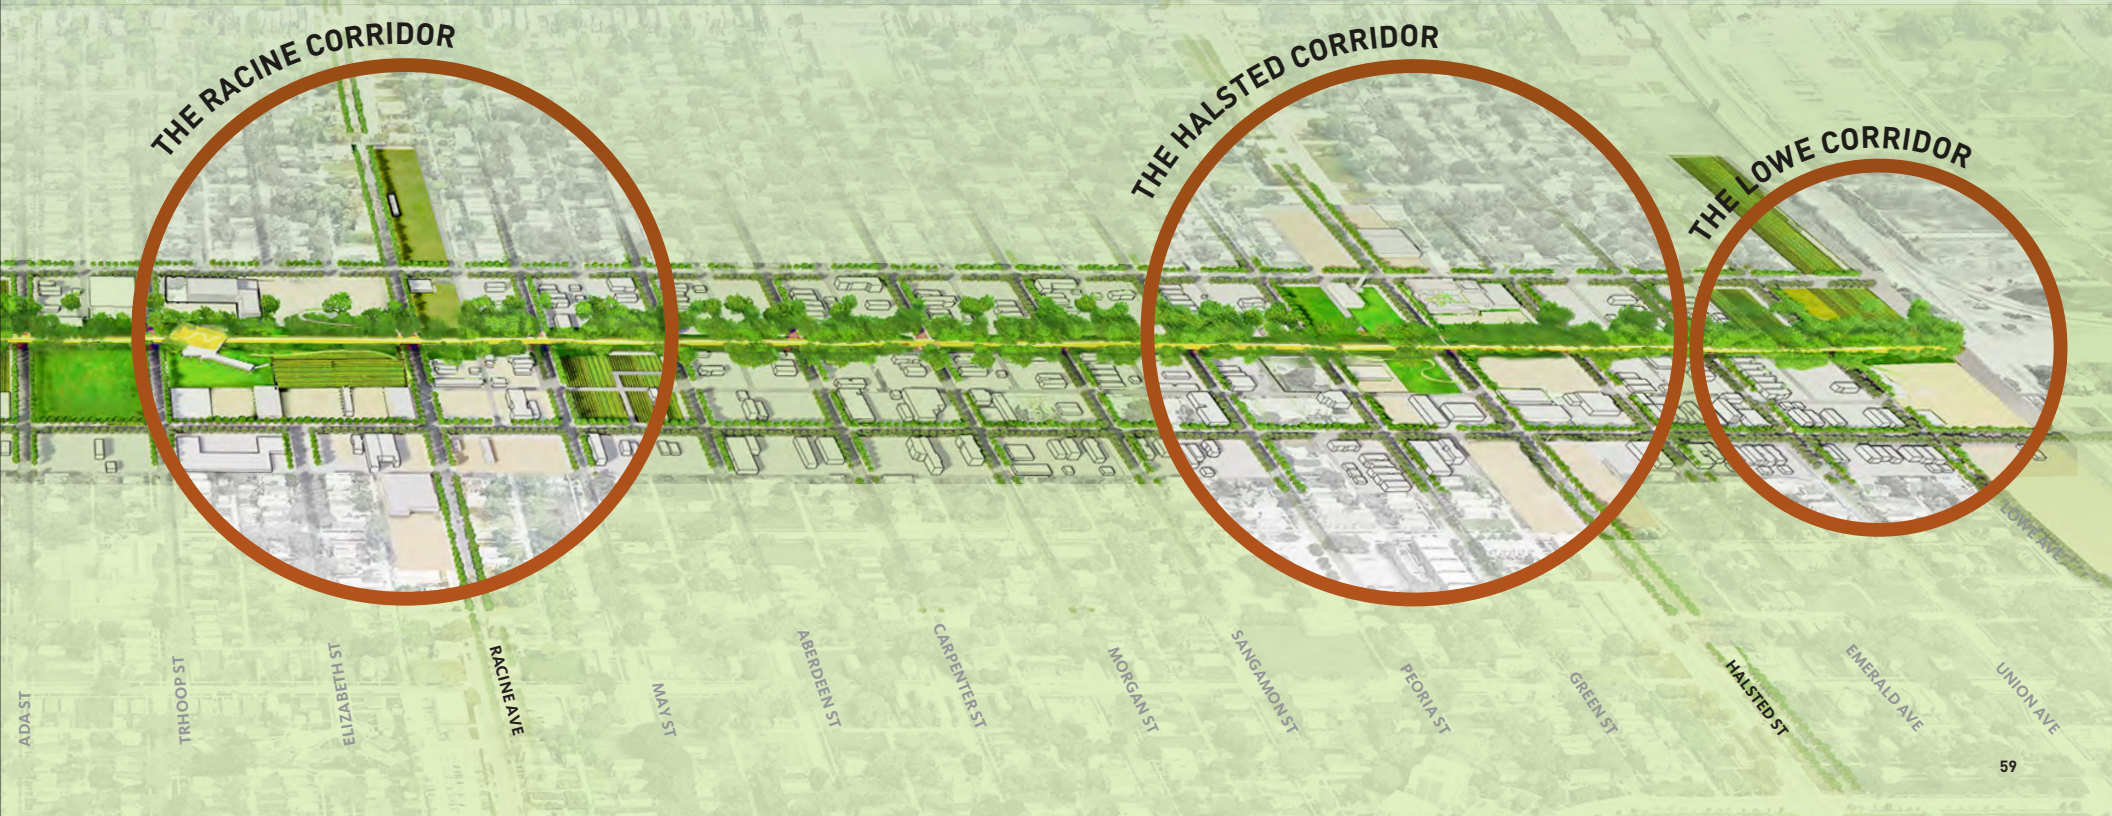 THE RACINE CORRIDOR
THE HALSTED CORRIDOR
THE LOWE CORRIDOR
LOWE AVE
ADA ST
TRHOOP ST
ELIZABETH ST
RACINE AVE
MAY ST
ABERDEEN ST
CARPENTER ST
MORGAN ST
SANGAMON ST
PEORIA ST
GREEN ST
HALSTED ST
EMERALD AVE
UNION AVE
59